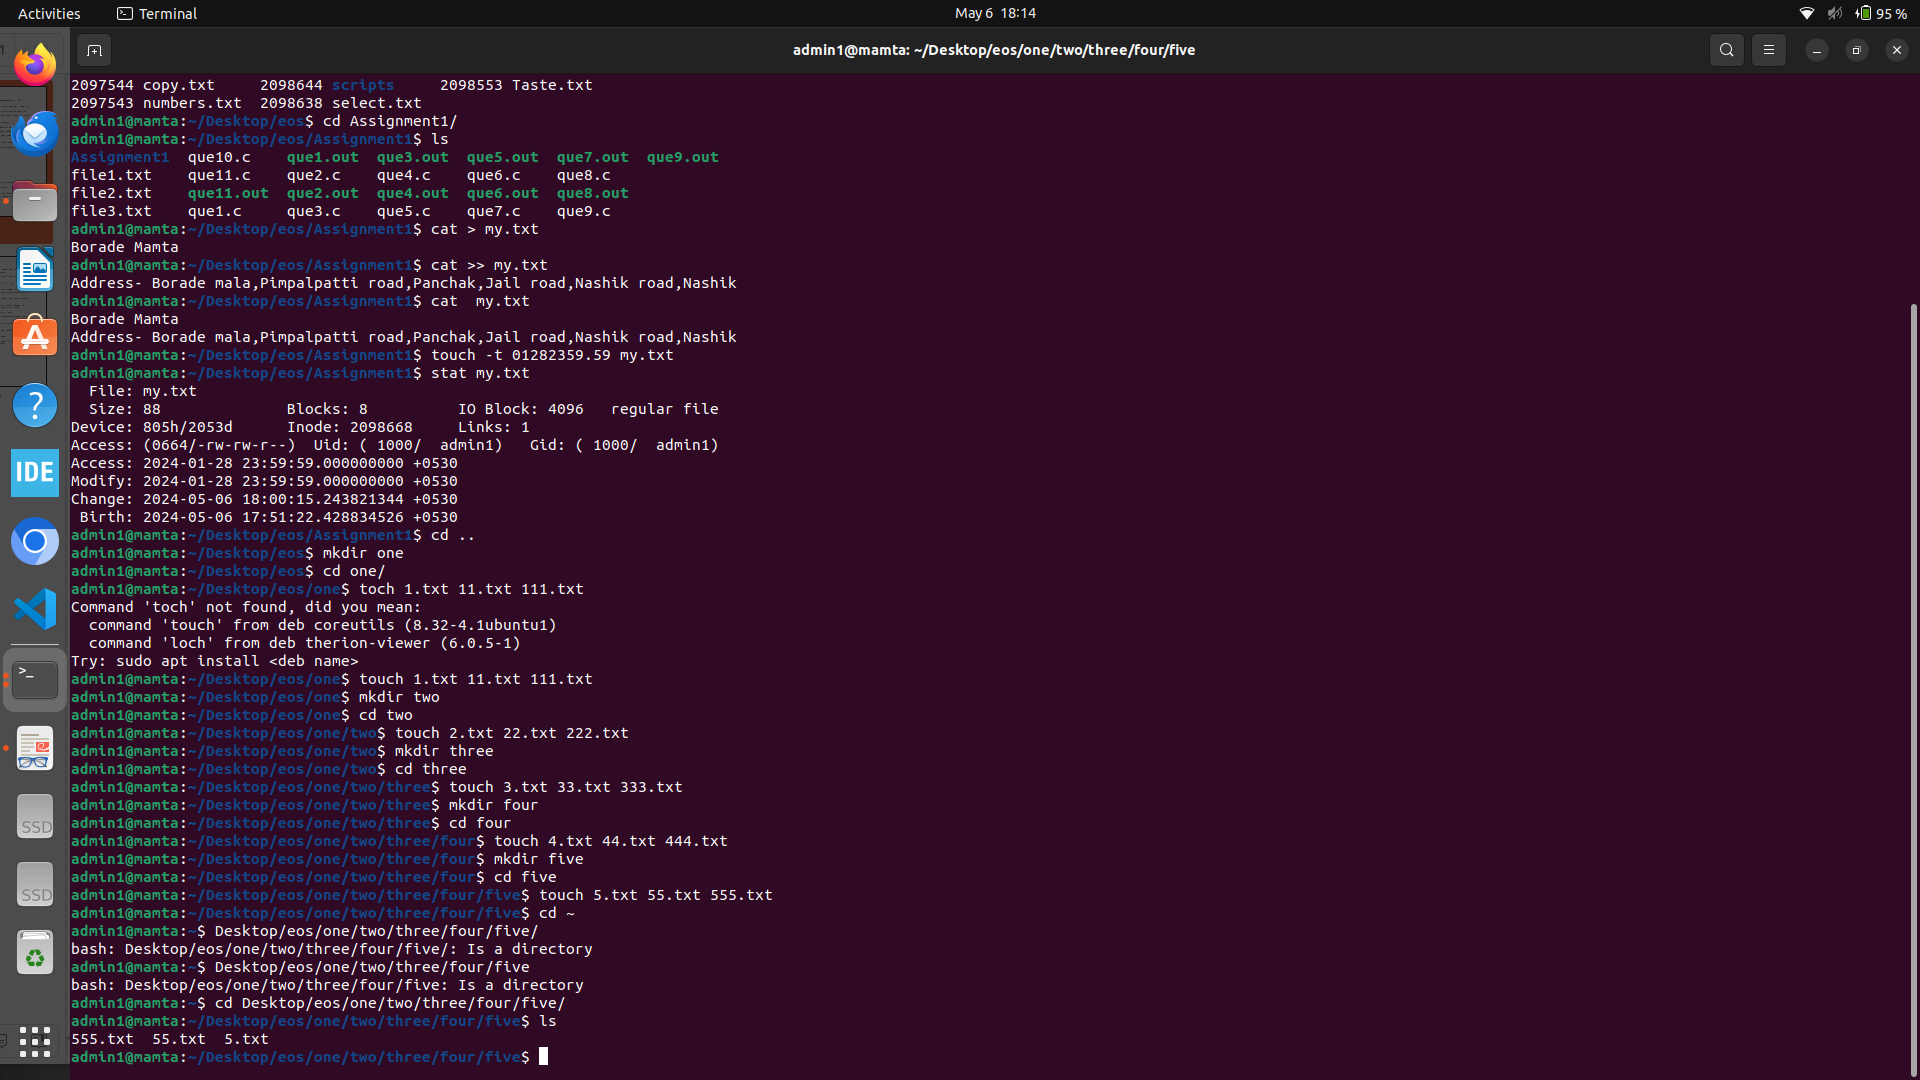 Activities Terminal May 6 18:14 95 %
admin1@mamta: ~/Desktop/eos/one/two/three/four/five
2097544 copy.txt     2098644 scripts     2098553 Taste.txt
2097543 numbers.txt  2098638 select.txt
admin1@mamta:~/Desktop/eos$ cd Assignment1/
admin1@mamta:~/Desktop/eos/Assignment1$ ls
Assignment1  que10.c    que1.out  que3.out  que5.out  que7.out  que9.out
file1.txt    que11.c    que2.c    que4.c    que6.c    que8.c
file2.txt    que11.out  que2.out  que4.out  que6.out  que8.out
file3.txt    que1.c     que3.c    que5.c    que7.c    que9.c
admin1@mamta:~/Desktop/eos/Assignment1$ cat > my.txt
Borade Mamta
admin1@mamta:~/Desktop/eos/Assignment1$ cat >> my.txt
Address- Borade mala,Pimpalpatti road,Panchak,Jail road,Nashik road,Nashik
admin1@mamta:~/Desktop/eos/Assignment1$ cat  my.txt
Borade Mamta
Address- Borade mala,Pimpalpatti road,Panchak,Jail road,Nashik road,Nashik
admin1@mamta:~/Desktop/eos/Assignment1$ touch -t 01282359.59 my.txt
admin1@mamta:~/Desktop/eos/Assignment1$ stat my.txt
  File: my.txt
  Size: 88              Blocks: 8          IO Block: 4096   regular file
Device: 805h/2053d      Inode: 2098668     Links: 1
Access: (0664/-rw-rw-r--)  Uid: ( 1000/  admin1)   Gid: ( 1000/  admin1)
Access: 2024-01-28 23:59:59.000000000 +0530
Modify: 2024-01-28 23:59:59.000000000 +0530
Change: 2024-05-06 18:00:15.243821344 +0530
 Birth: 2024-05-06 17:51:22.428834526 +0530
admin1@mamta:~/Desktop/eos/Assignment1$ cd ..
admin1@mamta:~/Desktop/eos$ mkdir one
admin1@mamta:~/Desktop/eos$ cd one/
admin1@mamta:~/Desktop/eos/one$ toch 1.txt 11.txt 111.txt
Command 'toch' not found, did you mean:
  command 'touch' from deb coreutils (8.32-4.1ubuntu1)
  command 'loch' from deb therion-viewer (6.0.5-1)
Try: sudo apt install <deb name>
admin1@mamta:~/Desktop/eos/one$ touch 1.txt 11.txt 111.txt
admin1@mamta:~/Desktop/eos/one$ mkdir two
admin1@mamta:~/Desktop/eos/one$ cd two
admin1@mamta:~/Desktop/eos/one/two$ touch 2.txt 22.txt 222.txt
admin1@mamta:~/Desktop/eos/one/two$ mkdir three
admin1@mamta:~/Desktop/eos/one/two$ cd three
admin1@mamta:~/Desktop/eos/one/two/three$ touch 3.txt 33.txt 333.txt
admin1@mamta:~/Desktop/eos/one/two/three$ mkdir four
admin1@mamta:~/Desktop/eos/one/two/three$ cd four
admin1@mamta:~/Desktop/eos/one/two/three/four$ touch 4.txt 44.txt 444.txt
admin1@mamta:~/Desktop/eos/one/two/three/four$ mkdir five
admin1@mamta:~/Desktop/eos/one/two/three/four$ cd five
admin1@mamta:~/Desktop/eos/one/two/three/four/five$ touch 5.txt 55.txt 555.txt
admin1@mamta:~/Desktop/eos/one/two/three/four/five$ cd ~
admin1@mamta:~$ Desktop/eos/one/two/three/four/five/
bash: Desktop/eos/one/two/three/four/five/: Is a directory
admin1@mamta:~$ Desktop/eos/one/two/three/four/five
bash: Desktop/eos/one/two/three/four/five: Is a directory
admin1@mamta:~$ cd Desktop/eos/one/two/three/four/five/
admin1@mamta:~/Desktop/eos/one/two/three/four/five$ ls
555.txt  55.txt  5.txt
admin1@mamta:~/Desktop/eos/one/two/three/four/five$
IDE
SSD
SSD